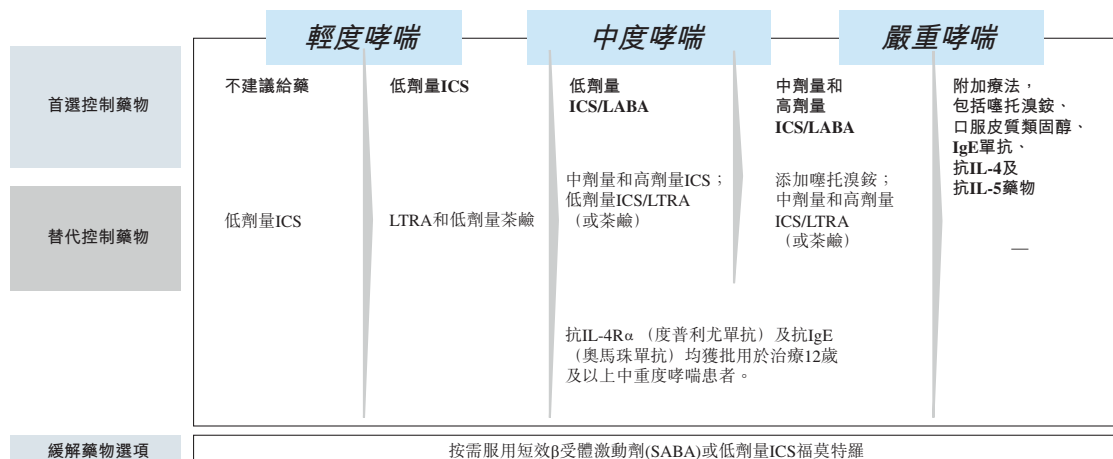 輕度哮喘
中度哮喘
嚴重哮喘
首選控制藥物
不建議給藥
低劑量ICS
低劑量
ICS/LABA
中劑量和
高劑量
ICS/LABA
附加療法，
包括噻托溴銨、
口服皮質類固醇、
IgE單抗、
抗IL-4及
抗IL-5藥物
替代控制藥物
低劑量ICS
LTRA和低劑量茶鹼
中劑量和高劑量ICS；
低劑量ICS/LTRA
（或茶鹼）
添加噻托溴銨；
中劑量和高劑量
ICS/LTRA
（或茶鹼）
—
抗IL-4Rα （度普利尤單抗）及抗IgE
（奧馬珠單抗）均獲批用於治療12歲
及以上中重度哮喘患者。
緩解藥物選項
按需服用短效β受體激動劑(SABA)或低劑量ICS福莫特羅